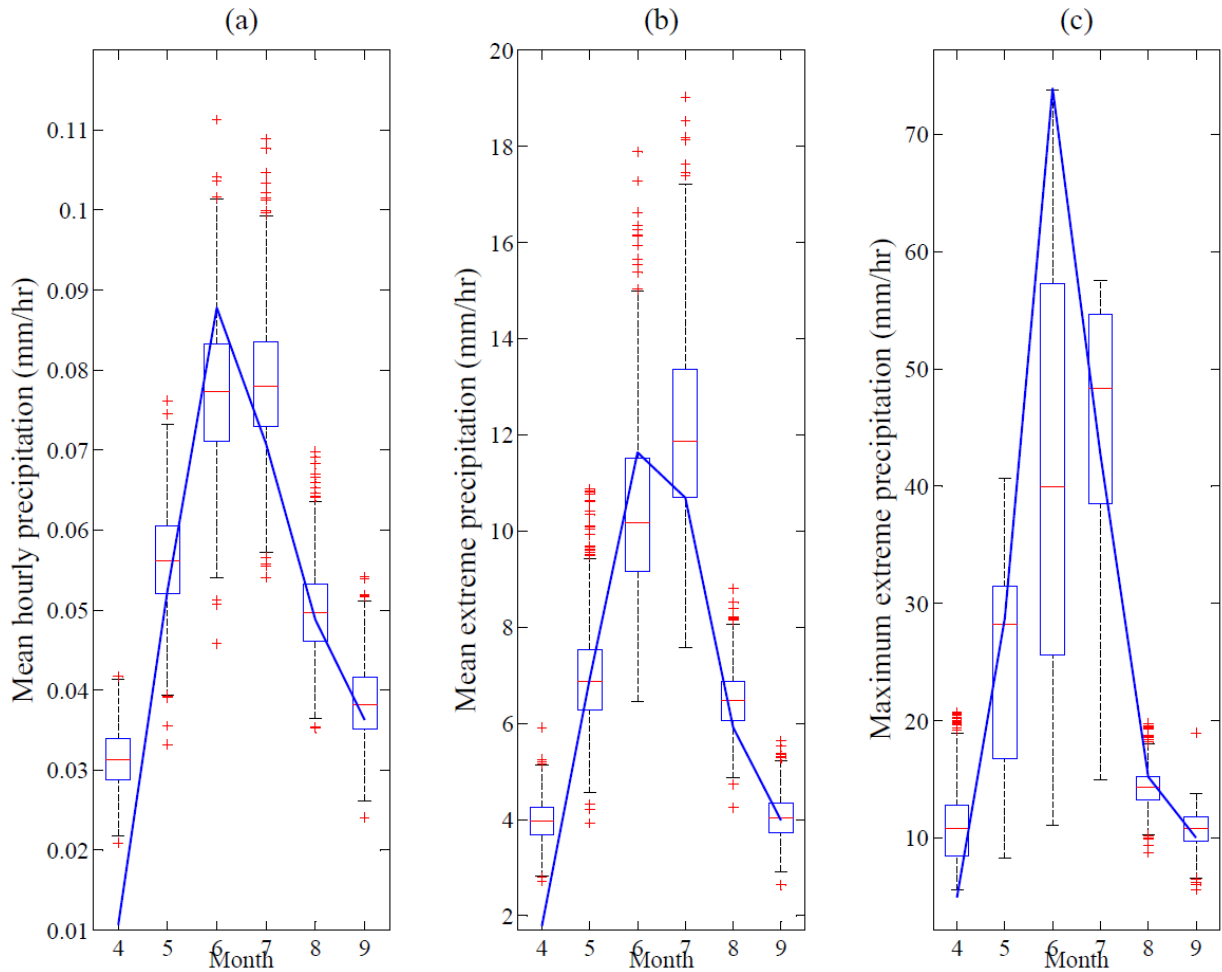 (a)
Mean hourly precipitation (mm/hr)
0.11
0.1
0.09
0.08
0.07
0.06
0.05
0.04
0.03
0.02
0.01
4 5 6 7 8 9
Month
(b)
Mean extreme precipitation (mm/hr)
20
18
16
14
12
10
8
6
4
2
4 5 6 7 8 9
Month
(c)
Maximum extreme precipitation (mm/hr)
70
60
50
40
30
20
10
4 5 6 7 8 9
Month